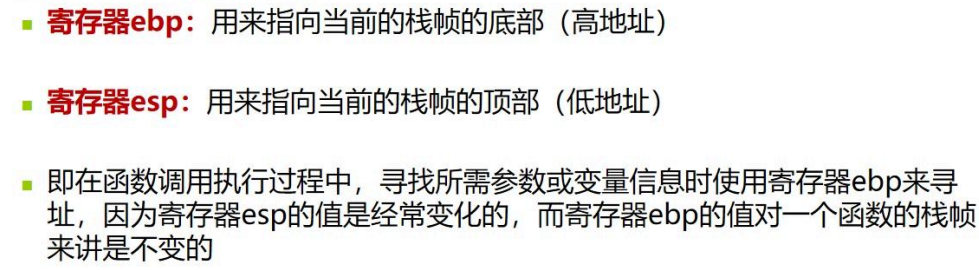 寄存器ebp：用来指向当前的栈帧的底部（高地址）
寄存器esp：用来指向当前的栈帧的顶部（低地址）
即在函数调用执行过程中，寻找所需参数或变量信息时使用寄存器ebp来寻
址，因为寄存器esp的值是经常变化的，而寄存器ebp的值对一个函数的栈帧
来讲是不变的